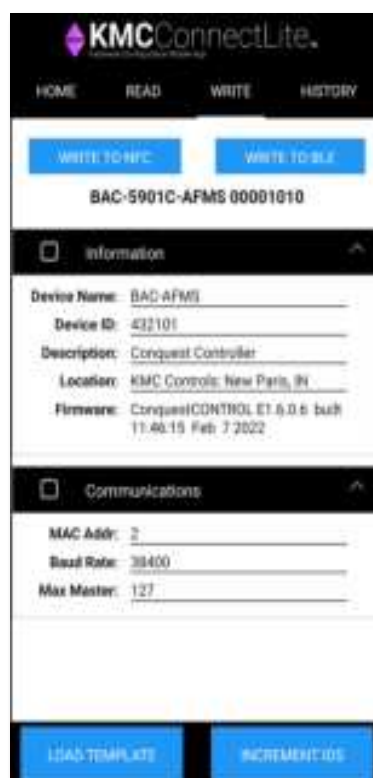 KMCConnectLite.
HOME READ WRITE HISTORY
WRITE TO NFC WRITE TO BLE
BAC-5901C-AFMS 00001010
Information
Device Name: BAC-AFMS
Device ID: 432101
Description: Conquest Controller
Location: KMC Controls: New Paris, IN
Firmware: ConquestCONTROL E1.6.0.6 built
11:46:15 Feb 7 2022
Communications
MAC Addr: 2
Baud Rate: 38400
Max Master: 127
LOAD TEMPLATE INCREMENT IDS